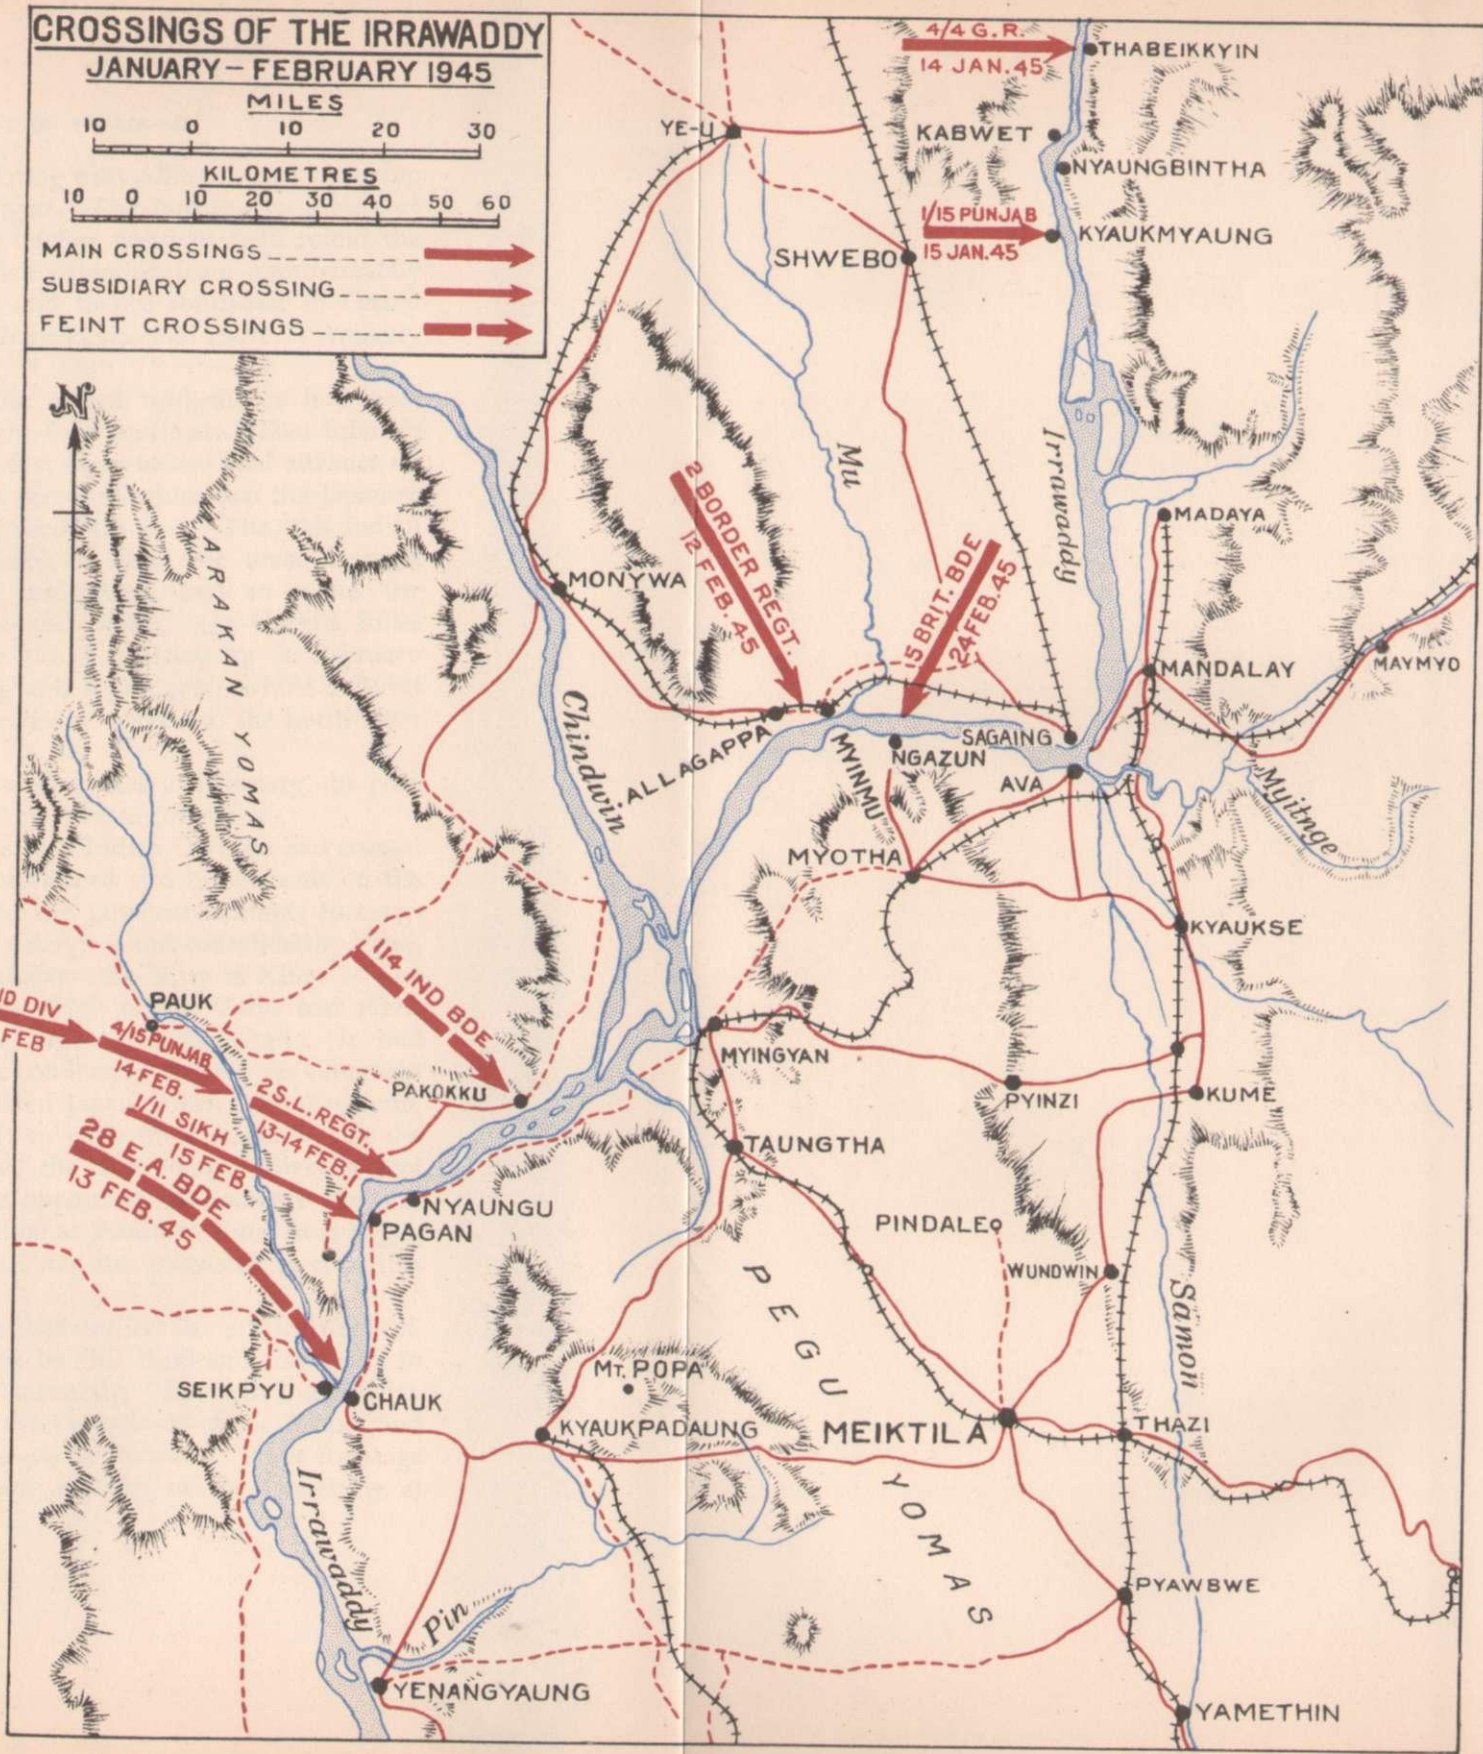 CROSSINGS OF THE IRRAWADDY
JANUARY – FEBRUARY 1945
MILES
10 0 10 20 30
KILOMETRES
10 0 10 20 30 40 50 60
MAIN CROSSINGS
SUBSIDIARY CROSSING
FEINT CROSSINGS
N
4/4 G.R.
14 JAN. 45
THABEIKKYIN
YE-U
KABWET
NYAUNGBINTHA
1/15 PUNJAB
15 JAN. 45
KYAUKMYAUNG
SHWEBO
Mu
Irrawaddy
2 BORDER REGT.
12 FEB. 45
5 BRIT. BDE
24 FEB. 45
MADAYA
ARAKAN YOMAS
MONYWA
MANDALAY
MAYMYO
Chindwin
ALLAGAPPA
MYINMU
NGAZUN
SAGAING
AVA
Myitnge
MYOTHA
KYAUKSE
114 IND BDE
PAUK
ND DIV
FEB
4/15 PUNJAB
14 FEB.
2 S.L. REGT.
13-14 FEB.
1/11 SIKH
15 FEB
28 E.A. BDE
13 FEB. 45
PAKOKKU
MYINGYAN
PYINZI
KUME
TAUNGTHA
NYAUNGU
PAGAN
PINDALE
WUNDWIN
PEGU YOMAS
Samon
SEIKPYU
CHAUK
Mt. POPA
KYAUKPADAUNG
MEIKTILA
THAZI
Irrawaddy
Pin
PYAWBWE
YENANGYAUNG
YAMETHIN